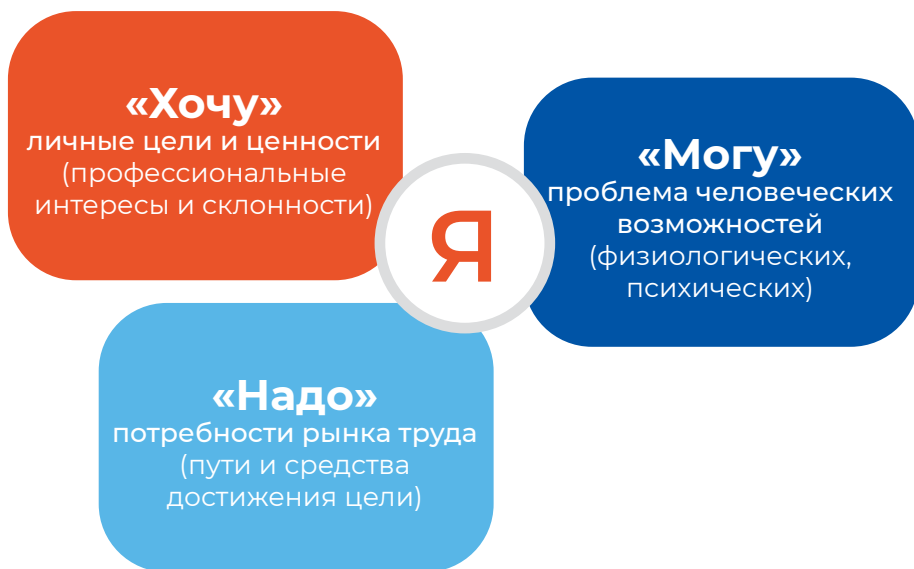 «Хочу»
личные цели и ценности
(профессиональные
интересы и склонности)
«Могу»
проблема человеческих
возможностей
(физиологических,
психических)
Я
«Надо»
потребности рынка труда
(пути и средства
достижения цели)